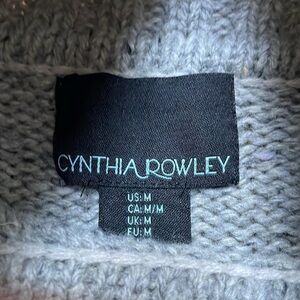 CYNTHIA ROWLEY
US: M
CA: M/M
UK: M
EU: M